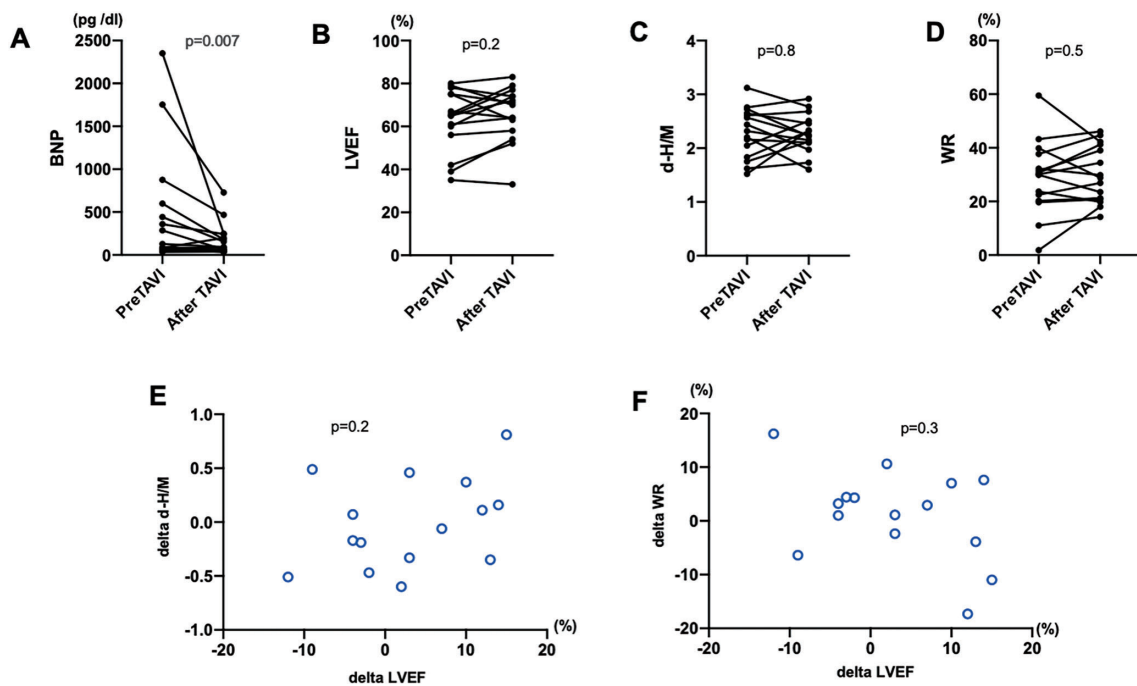 A
(pg /dl)
p=0.007
2500
2000
1500
1000
500
0
BNP
PreTAVI
After TAVI
B
(%)
p=0.2
100
80
60
40
20
0
LVEF
PreTAVI
After TAVI
C
p=0.8
4
3
2
1
0
d-H/M
PreTAVI
After TAVI
D
(%)
p=0.5
80
60
40
20
0
WR
PreTAVI
After TAVI
E
p=0.2
1.0
0.5
0.0
-0.5
-1.0
delta d-H/M
-20
-10
0
10
20
(%)
delta LVEF
F
(%)
p=0.3
20
10
0
-10
-20
delta WR
-20
-10
0
10
20
(%)
delta LVEF